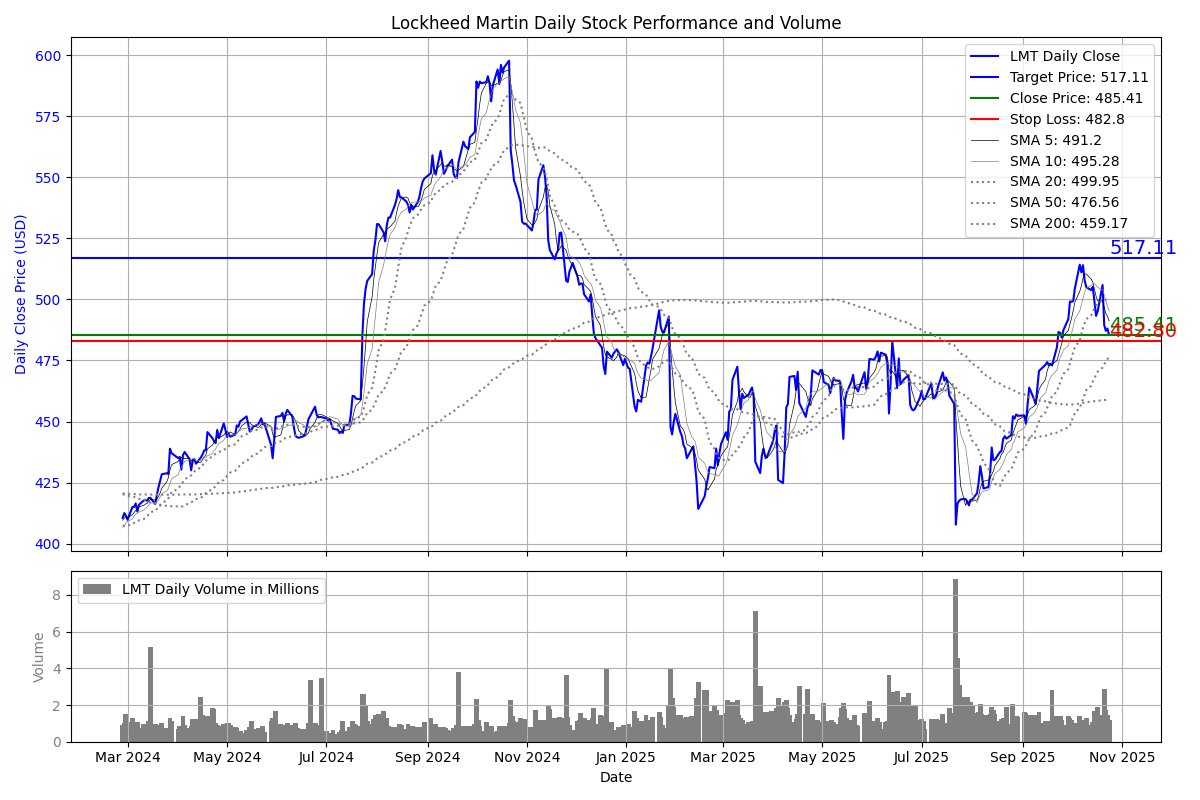 Lockheed Martin Daily Stock Performance and Volume
Daily Close Price (USD)
600
575
550
525
500
475
450
425
400
LMT Daily Close
Target Price: 517.11
Close Price: 485.41
Stop Loss: 482.8
SMA 5: 491.2
SMA 10: 495.28
SMA 20: 499.95
SMA 50: 476.56
SMA 200: 459.17
517.11
485.41
482.80
LMT Daily Volume in Millions
Volume
8
6
4
2
0
Mar 2024
May 2024
Jul 2024
Sep 2024
Nov 2024
Jan 2025
Mar 2025
May 2025
Jul 2025
Sep 2025
Nov 2025
Date